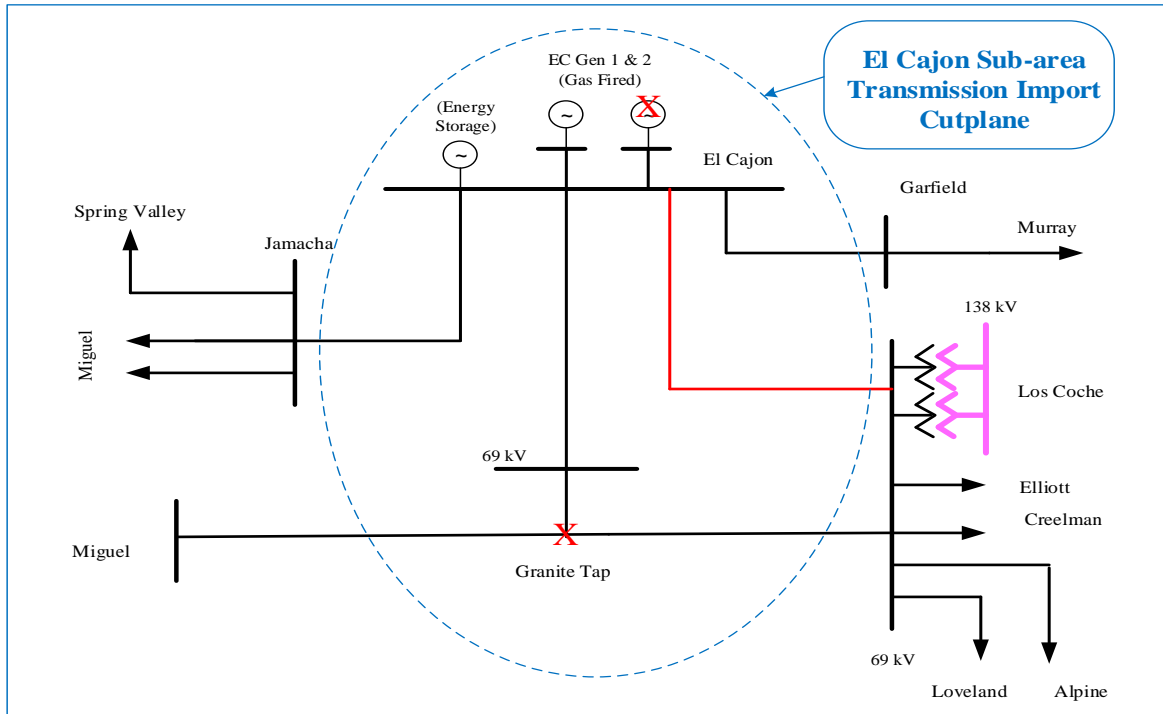 EC Gen 1 & 2
(Gas Fired)
El Cajon Sub-area
Transmission Import
Cutplane
(Energy
Storage)
~
~
~
X
El Cajon
Garfield
Spring Valley
Jamacha
Murray
138 kV
Miguel
Los Coche
69 kV
Elliott
Creelman
X
Miguel
Granite Tap
69 kV
Loveland
Alpine